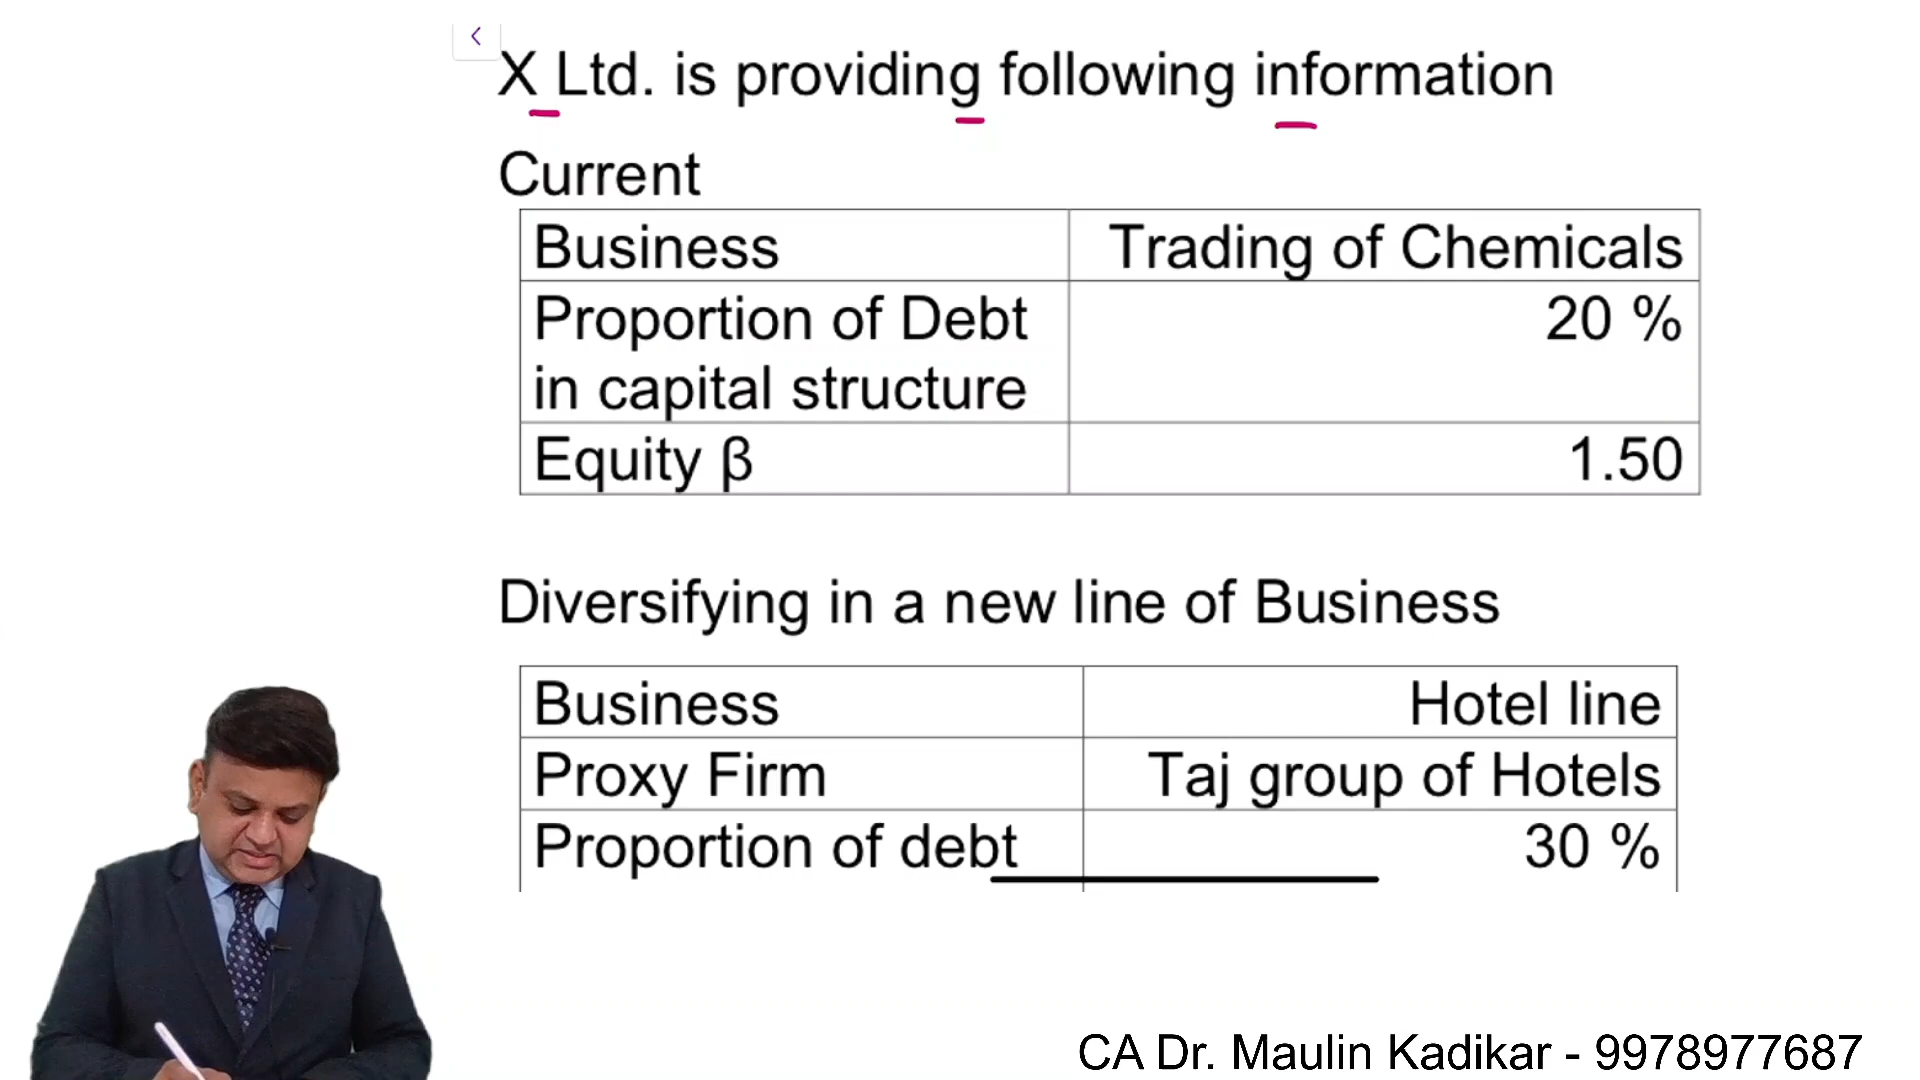 X Ltd. is providing following information
Current
Business Trading of Chemicals
Proportion of Debt 20 %
in capital structure
Equity β 1.50
Diversifying in a new line of Business
Business Hotel line
Proxy Firm Taj group of Hotels
Proportion of debt 30 %
CA Dr. Maulin Kadikar - 9978977687